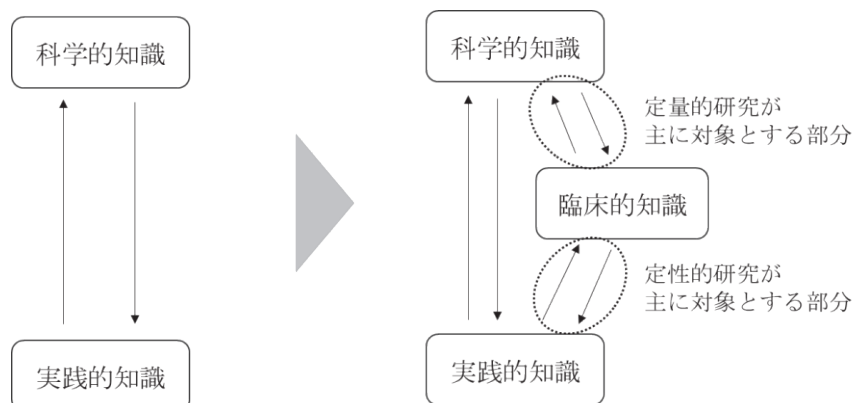 科学的知識
実践的知識
科学的知識
定量的研究が
主に対象とする部分
臨床的知識
定性的研究が
主に対象とする部分
実践的知識